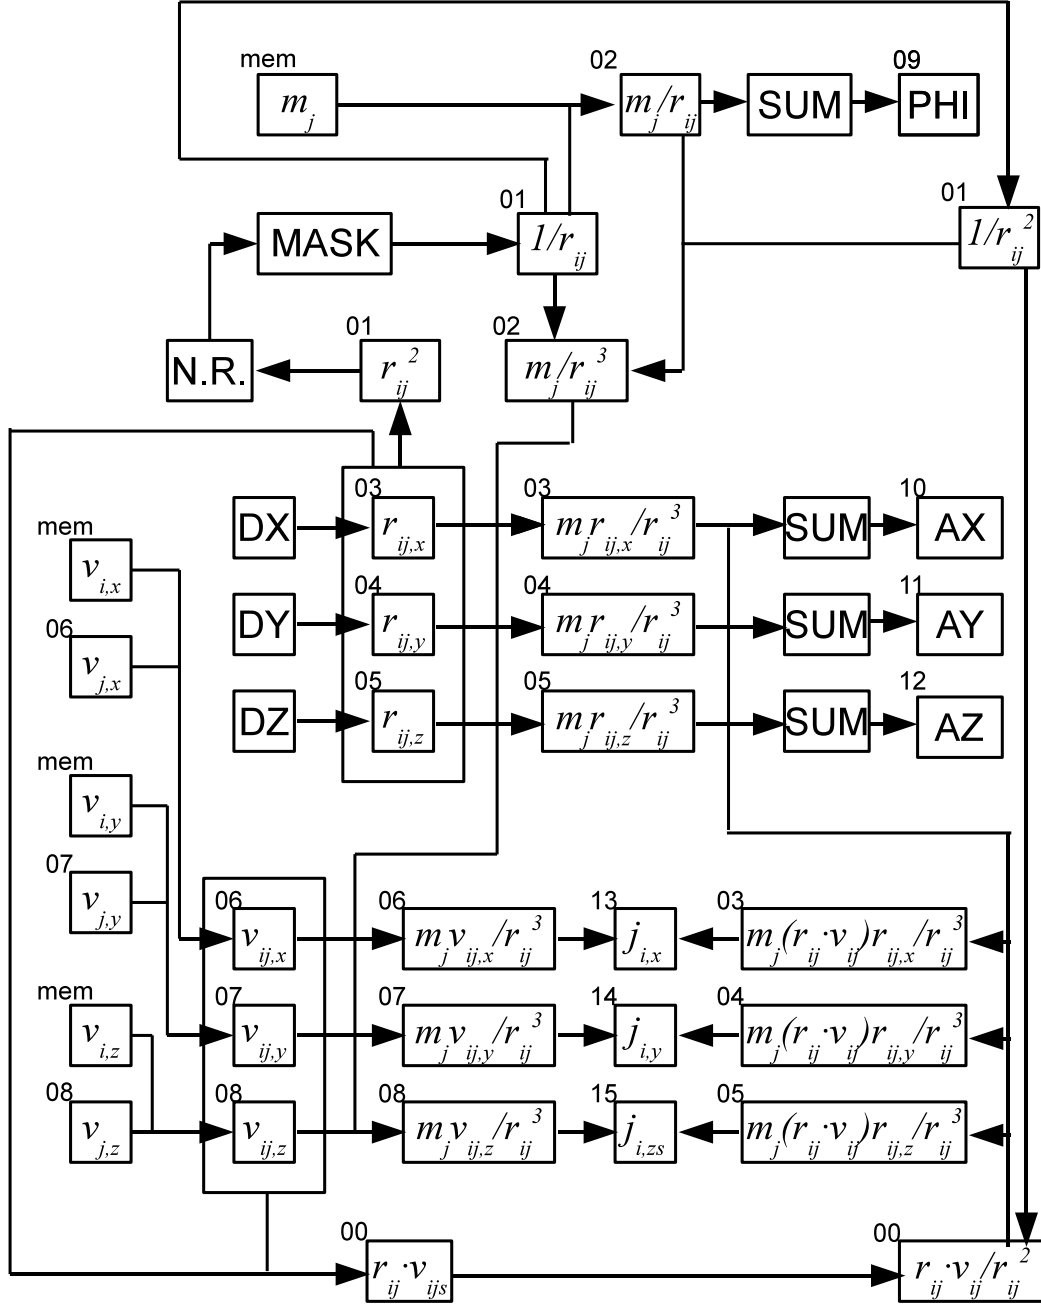 mem 02 09
m_j m_j/r_ij SUM PHI
01 01
MASK 1/r_ij 1/r_ij^2
01 02
N.R. r_ij^2 m_j/r_ij^3
03 03 10
DX r_ij,x m_j r_ij,x/r_ij^3 SUM AX
mem
v_i,x
04 04 11
DY r_ij,y m_j r_ij,y/r_ij^3 SUM AY
06
v_j,x
05 05 12
DZ r_ij,z m_j r_ij,z/r_ij^3 SUM AZ
mem
v_i,y
07
v_j,y
06 06 13 03
v_ij,x m_j v_ij,x/r_ij^3 j_i,x m_j(r_ij·v_ij)r_ij,x/r_ij^3
mem 07 07 14 04
v_i,z v_ij,y m_j v_ij,y/r_ij^3 j_i,y m_j(r_ij·v_ij)r_ij,y/r_ij^3
08 08 08 15 05
v_j,z v_ij,z m_j v_ij,z/r_ij^3 j_i,zs m_j(r_ij·v_ij)r_ij,z/r_ij^3
00 00
r_ij·v_ijs r_ij·v_ij/r_ij^2